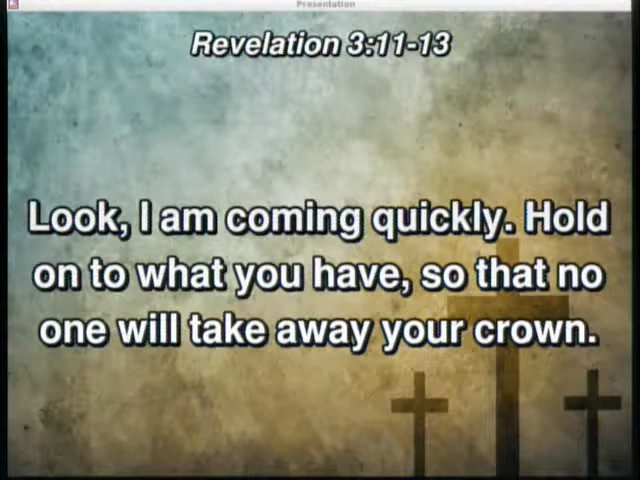 Presentation
Revelation 3:11-13
Look, I am coming quickly. Hold
on to what you have, so that no
one will take away your crown.